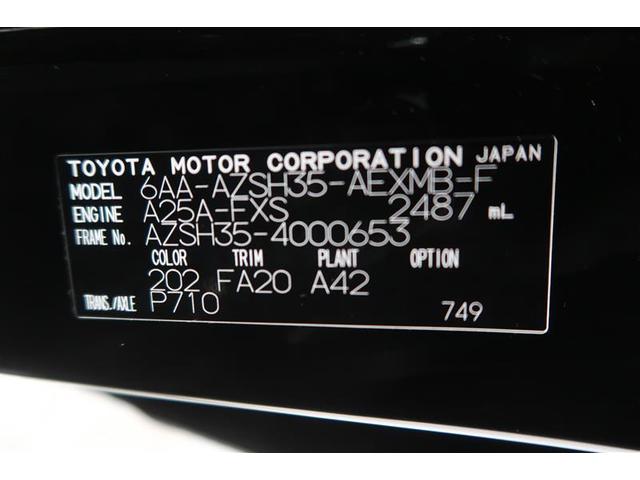 TOYOTA MOTOR CORPORATION JAPAN
MODEL 6AA-AZSH35-AEXMB-F
ENGINE A25A-FXS 2487 mL
FRAME No. AZSH35-4000653
COLOR TRIM PLANT OPTION
202 FA20 A42
TRANS./AXLE P710 749